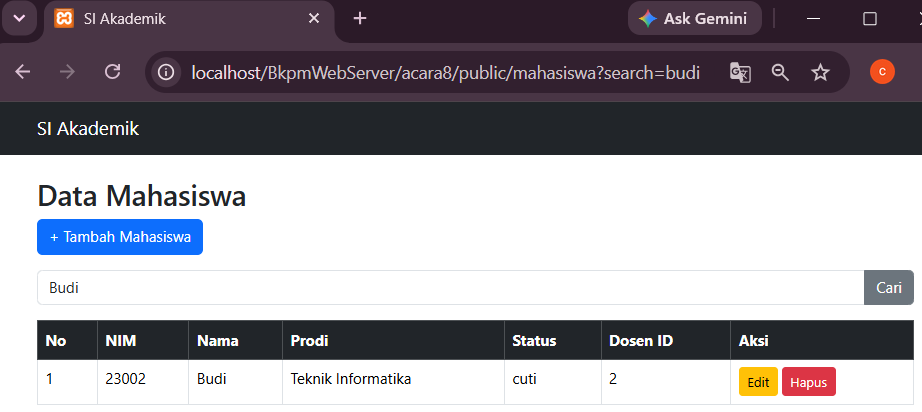 SI Akademik
Ask Gemini
localhost/BkpmWebServer/acara8/public/mahasiswa?search=budi
C
SI Akademik
Data Mahasiswa
+ Tambah Mahasiswa
Budi Cari
No NIM Nama Prodi Status Dosen ID Aksi
1 23002 Budi Teknik Informatika cuti 2 Edit Hapus